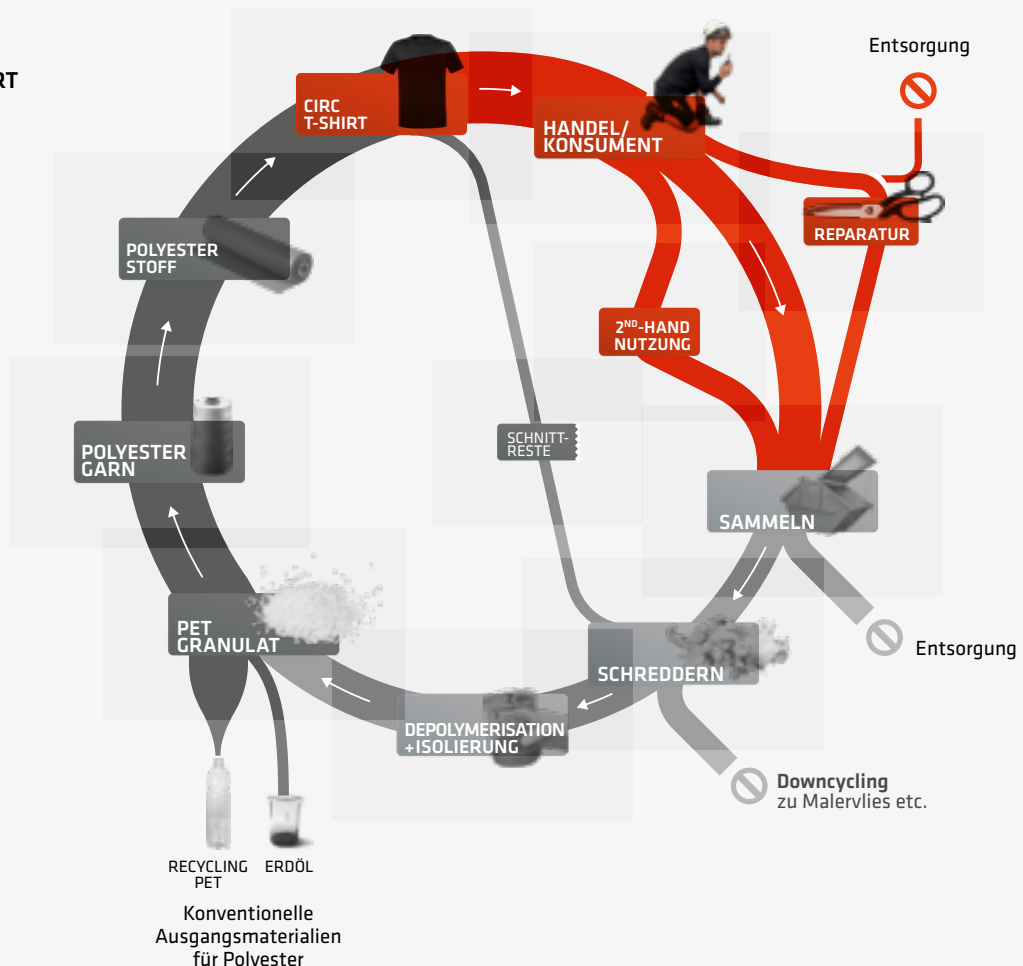 RT
Entsorgung
CIRC
T-SHIRT
HANDEL/
KONSUMENT
REPARATUR
POLYESTER
STOFF
2ND-HAND
NUTZUNG
SCHNITT-
RESTE
POLYESTER
GARN
SAMMELN
PET
GRANULAT
Entsorgung
SCHREDDERN
DEPOLYMERISATION
+ISOLIERUNG
Downcycling
zu Malervlies etc.
RECYCLING
PET
ERDÖL
Konventionelle
Ausgangsmaterialien
für Polyester